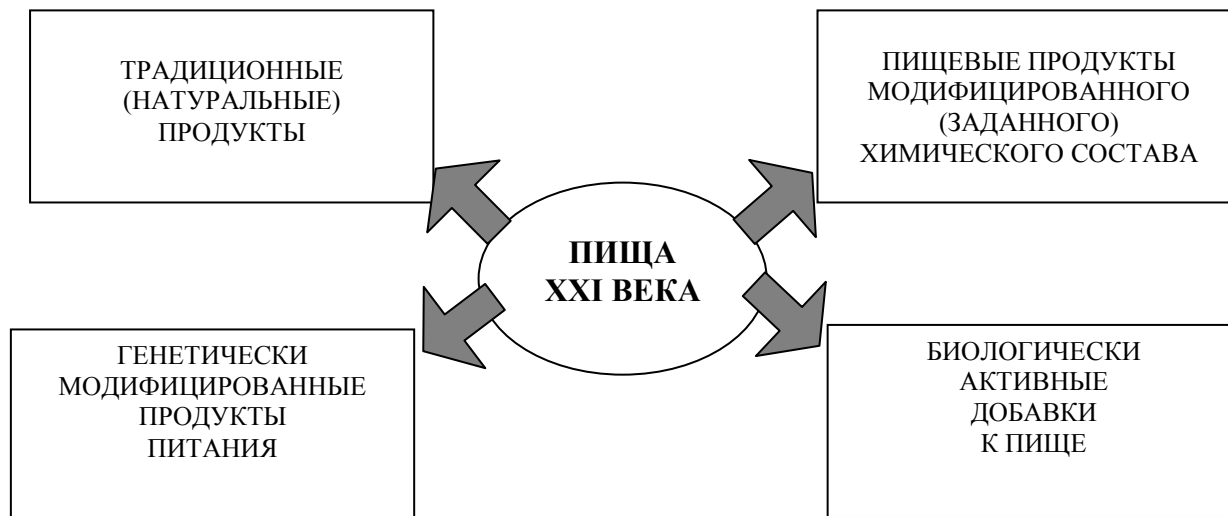 ТРАДИЦИОННЫЕ
(НАТУРАЛЬНЫЕ)
ПРОДУКТЫ
ПИЩЕВЫЕ ПРОДУКТЫ
МОДИФИЦИРОВАННОГО
(ЗАДАННОГО)
ХИМИЧЕСКОГО СОСТАВА
ПИЩА
XXI ВЕКА
ГЕНЕТИЧЕСКИ
МОДИФИЦИРОВАННЫЕ
ПРОДУКТЫ
ПИТАНИЯ
БИОЛОГИЧЕСКИ
АКТИВНЫЕ
ДОБАВКИ
К ПИЩЕ